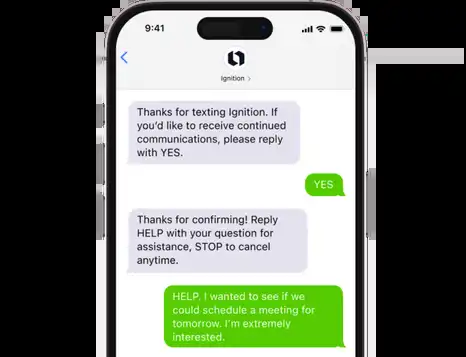 9:41
Ignition >
Thanks for texting Ignition. If
you'd like to receive continued
communications, please reply
with YES.
YES
Thanks for confirming! Reply
HELP with your question for
assistance, STOP to cancel
anytime.
HELP. I wanted to see if we
could schedule a meeting for
tomorrow. I'm extremely
interested.